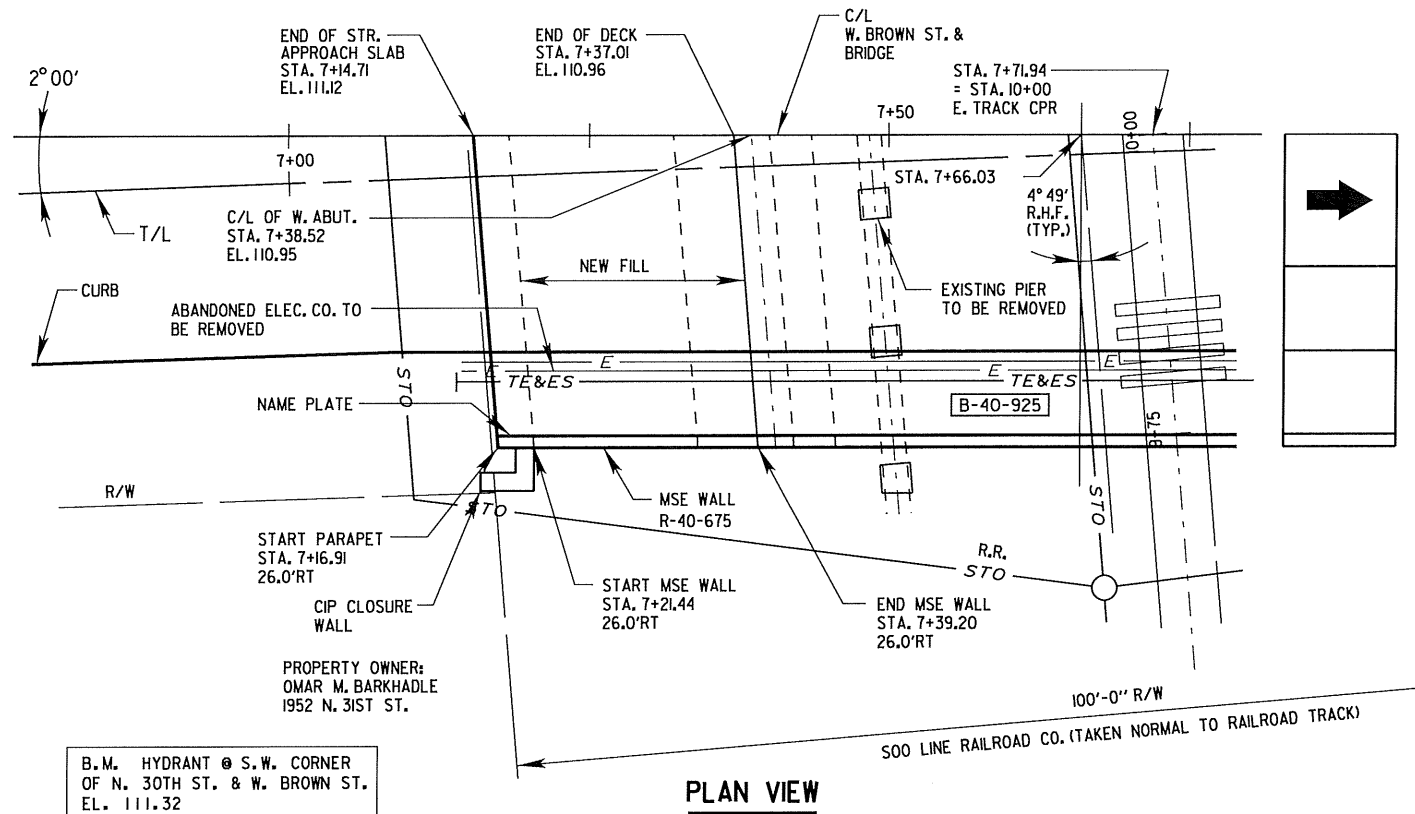 END OF STR.
APPROACH SLAB
STA. 7+14.71
EL. 111.12
END OF DECK
STA. 7+37.01
EL. 110.96
C/L
W. BROWN ST. &
BRIDGE
STA. 7+71.94
= STA. 10+00
E. TRACK CPR
2°00'
7+50
10+00
7+00
STA. 7+66.03
4° 49'
R.H.F.
(TYP.)
T/L
C/L OF W. ABUT.
STA. 7+38.52
EL. 110.95
NEW FILL
CURB
ABANDONED ELEC. CO. TO
BE REMOVED
EXISTING PIER
TO BE REMOVED
E
E
E
E
TE&ES
TE&ES
STO
NAME PLATE
B-40-925
9+75
R/W
STO
MSE WALL
R-40-675
STO
START PARAPET
STA. 7+16.91
26.0'RT
R.R.
STO
CIP CLOSURE
WALL
START MSE WALL
STA. 7+21.44
26.0'RT
END MSE WALL
STA. 7+39.20
26.0'RT
PROPERTY OWNER:
OMAR M. BARKHADLE
1952 N. 31ST ST.
100'-0" R/W
SOO LINE RAILROAD CO. (TAKEN NORMAL TO RAILROAD TRACK)
B.M. HYDRANT @ S.W. CORNER
OF N. 30TH ST. & W. BROWN ST.
EL. 111.32
PLAN VIEW